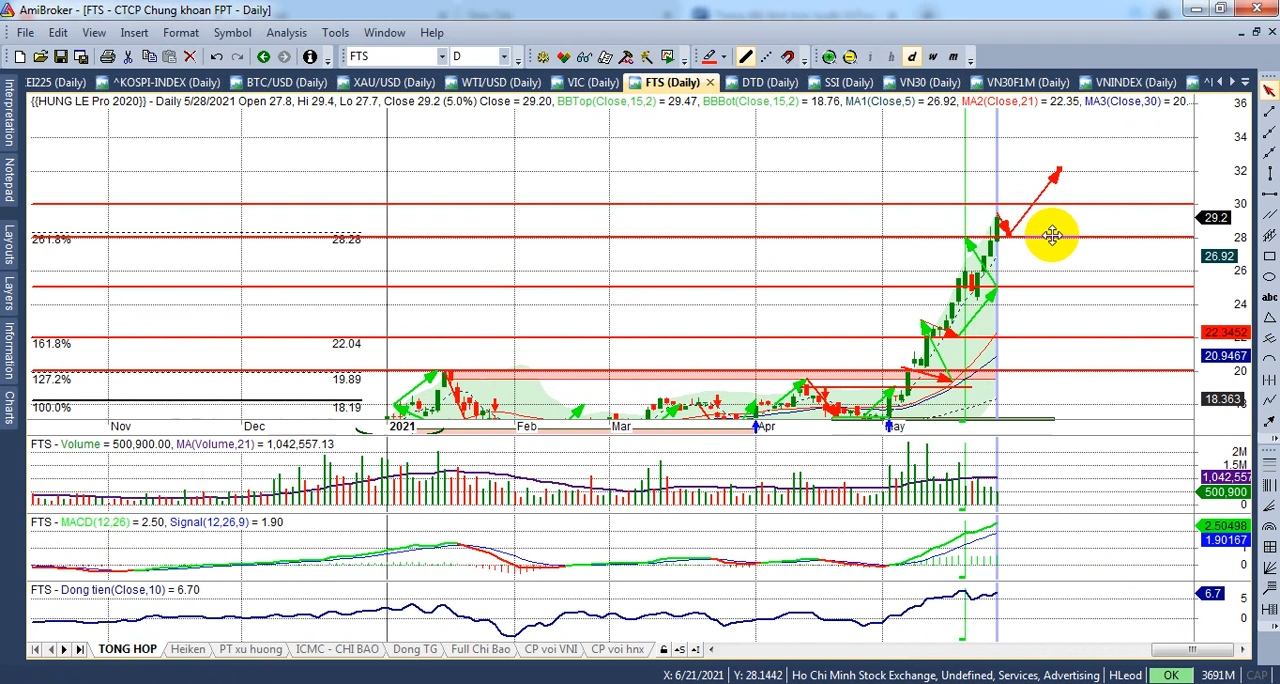 AmiBroker - [FTS - CTCP Chung khoan FPT - Daily]
File Edit View Insert Format Symbol Analysis Tools Window Help
FTS D i h d w m
EI225 (Daily) ^KOSPI-INDEX (Daily) BTC/USD (Daily) XAU/USD (Daily) WTI/USD (Daily) VIC (Daily) FTS (Daily) DTD (Daily) SSI (Daily) VN30 (Daily) VN30F1M (Daily) VNINDEX (Daily)
{{HUNG LE Pro 2020}} - Daily 5/28/2021 Open 27.8, Hi 29.4, Lo 27.7, Close 29.2 (5.0%) Close = 29.20, BBTop(Close,15,2) = 29.47, BBBot(Close,15,2) = 18.76, MA1(Close,5) = 26.92, MA2(Close,21) = 22.35, MA3(Close,30) = 20...
Interpretation
Notepad
Layouts
Layers
Information
Charts
36
34
32
30
29.2
261.8% 28.28 28
26.92
26
24
22.3452
161.8% 22.04
20.9467
20
127.2% 19.89
18.363
100.0% 18.19
Nov Dec 2021 Feb Mar Apr May
FTS - Volume = 500,900.00, MA(Volume,21) = 1,042,557.13
2M
1.5M
1,042,557
500,900
0
FTS - MACD(12,26) = 2.50, Signal(12,26,9) = 1.90
2.50498
1.90167
0
FTS - Dong tien(Close,10) = 6.70
6.7
5
0
TONG HOP Heiken PT xu huong ICMC - CHI BAO Dong TG Full Chi Bao CP voi VNI CP voi hnx
X: 6/21/2021 Y: 28.1442 Ho Chi Minh Stock Exchange, Undefined, Services, Advertising HLeod OK 3691M CAP
abc